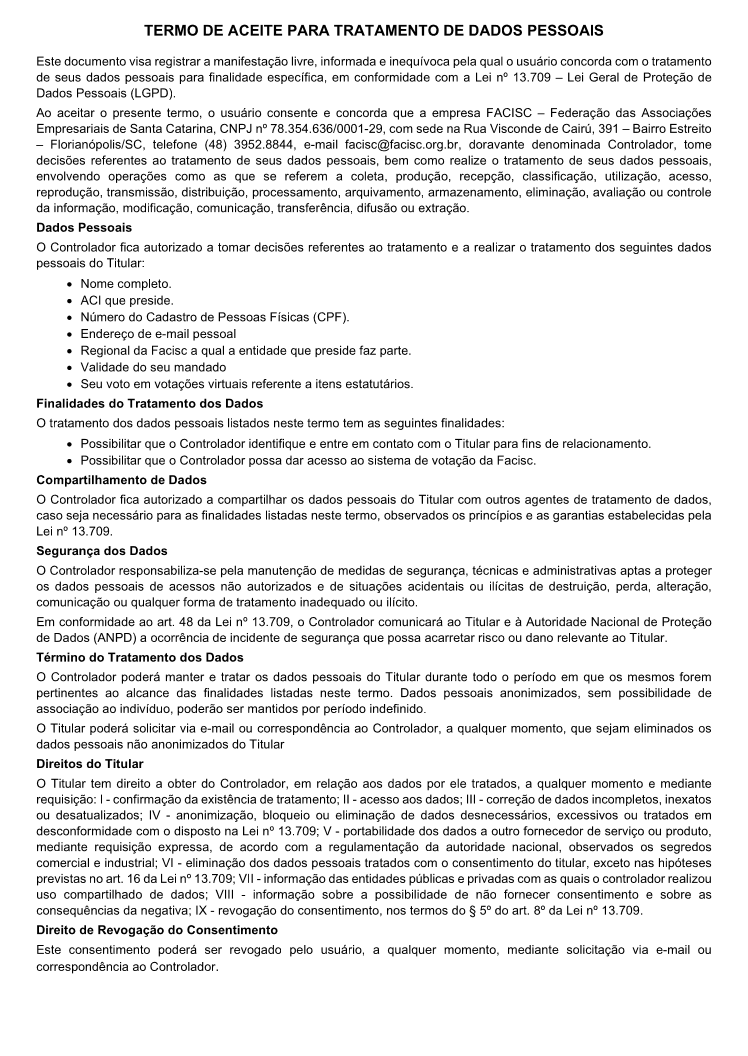 TERMO DE ACEITE PARA TRATAMENTO DE DADOS PESSOAIS
Este documento visa registrar a manifestação livre, informada e inequívoca pela qual o usuário concorda com o tratamento
de seus dados pessoais para finalidade específica, em conformidade com a Lei nº 13.709 – Lei Geral de Proteção de
Dados Pessoais (LGPD).
Ao aceitar o presente termo, o usuário consente e concorda que a empresa FACISC – Federação das Associações
Empresariais de Santa Catarina, CNPJ nº 78.354.636/0001-29, com sede na Rua Visconde de Cairú, 391 – Bairro Estreito
– Florianópolis/SC, telefone (48) 3952.8844, e-mail facisc@facisc.org.br, doravante denominada Controlador, tome
decisões referentes ao tratamento de seus dados pessoais, bem como realize o tratamento de seus dados pessoais,
envolvendo operações como as que se referem a coleta, produção, recepção, classificação, utilização, acesso,
reprodução, transmissão, distribuição, processamento, arquivamento, armazenamento, eliminação, avaliação ou controle
da informação, modificação, comunicação, transferência, difusão ou extração.
Dados Pessoais
O Controlador fica autorizado a tomar decisões referentes ao tratamento e a realizar o tratamento dos seguintes dados
pessoais do Titular:
• Nome completo.
• ACI que preside.
• Número do Cadastro de Pessoas Físicas (CPF).
• Endereço de e-mail pessoal
• Regional da Facisc a qual a entidade que preside faz parte.
• Validade do seu mandado
• Seu voto em votações virtuais referente a itens estatutários.
Finalidades do Tratamento dos Dados
O tratamento dos dados pessoais listados neste termo tem as seguintes finalidades:
• Possibilitar que o Controlador identifique e entre em contato com o Titular para fins de relacionamento.
• Possibilitar que o Controlador possa dar acesso ao sistema de votação da Facisc.
Compartilhamento de Dados
O Controlador fica autorizado a compartilhar os dados pessoais do Titular com outros agentes de tratamento de dados,
caso seja necessário para as finalidades listadas neste termo, observados os princípios e as garantias estabelecidas pela
Lei nº 13.709.
Segurança dos Dados
O Controlador responsabiliza-se pela manutenção de medidas de segurança, técnicas e administrativas aptas a proteger
os dados pessoais de acessos não autorizados e de situações acidentais ou ilícitas de destruição, perda, alteração,
comunicação ou qualquer forma de tratamento inadequado ou ilícito.
Em conformidade ao art. 48 da Lei nº 13.709, o Controlador comunicará ao Titular e à Autoridade Nacional de Proteção
de Dados (ANPD) a ocorrência de incidente de segurança que possa acarretar risco ou dano relevante ao Titular.
Término do Tratamento dos Dados
O Controlador poderá manter e tratar os dados pessoais do Titular durante todo o período em que os mesmos forem
pertinentes ao alcance das finalidades listadas neste termo. Dados pessoais anonimizados, sem possibilidade de
associação ao indivíduo, poderão ser mantidos por período indefinido.
O Titular poderá solicitar via e-mail ou correspondência ao Controlador, a qualquer momento, que sejam eliminados os
dados pessoais não anonimizados do Titular
Direitos do Titular
O Titular tem direito a obter do Controlador, em relação aos dados por ele tratados, a qualquer momento e mediante
requisição: I - confirmação da existência de tratamento; II - acesso aos dados; III - correção de dados incompletos, inexatos
ou desatualizados; IV - anonimização, bloqueio ou eliminação de dados desnecessários, excessivos ou tratados em
desconformidade com o disposto na Lei nº 13.709; V - portabilidade dos dados a outro fornecedor de serviço ou produto,
mediante requisição expressa, de acordo com a regulamentação da autoridade nacional, observados os segredos
comercial e industrial; VI - eliminação dos dados pessoais tratados com o consentimento do titular, exceto nas hipóteses
previstas no art. 16 da Lei nº 13.709; VII - informação das entidades públicas e privadas com as quais o controlador realizou
uso compartilhado de dados; VIII - informação sobre a possibilidade de não fornecer consentimento e sobre as
consequências da negativa; IX - revogação do consentimento, nos termos do § 5º do art. 8º da Lei nº 13.709.
Direito de Revogação do Consentimento
Este consentimento poderá ser revogado pelo usuário, a qualquer momento, mediante solicitação via e-mail ou
correspondência ao Controlador.